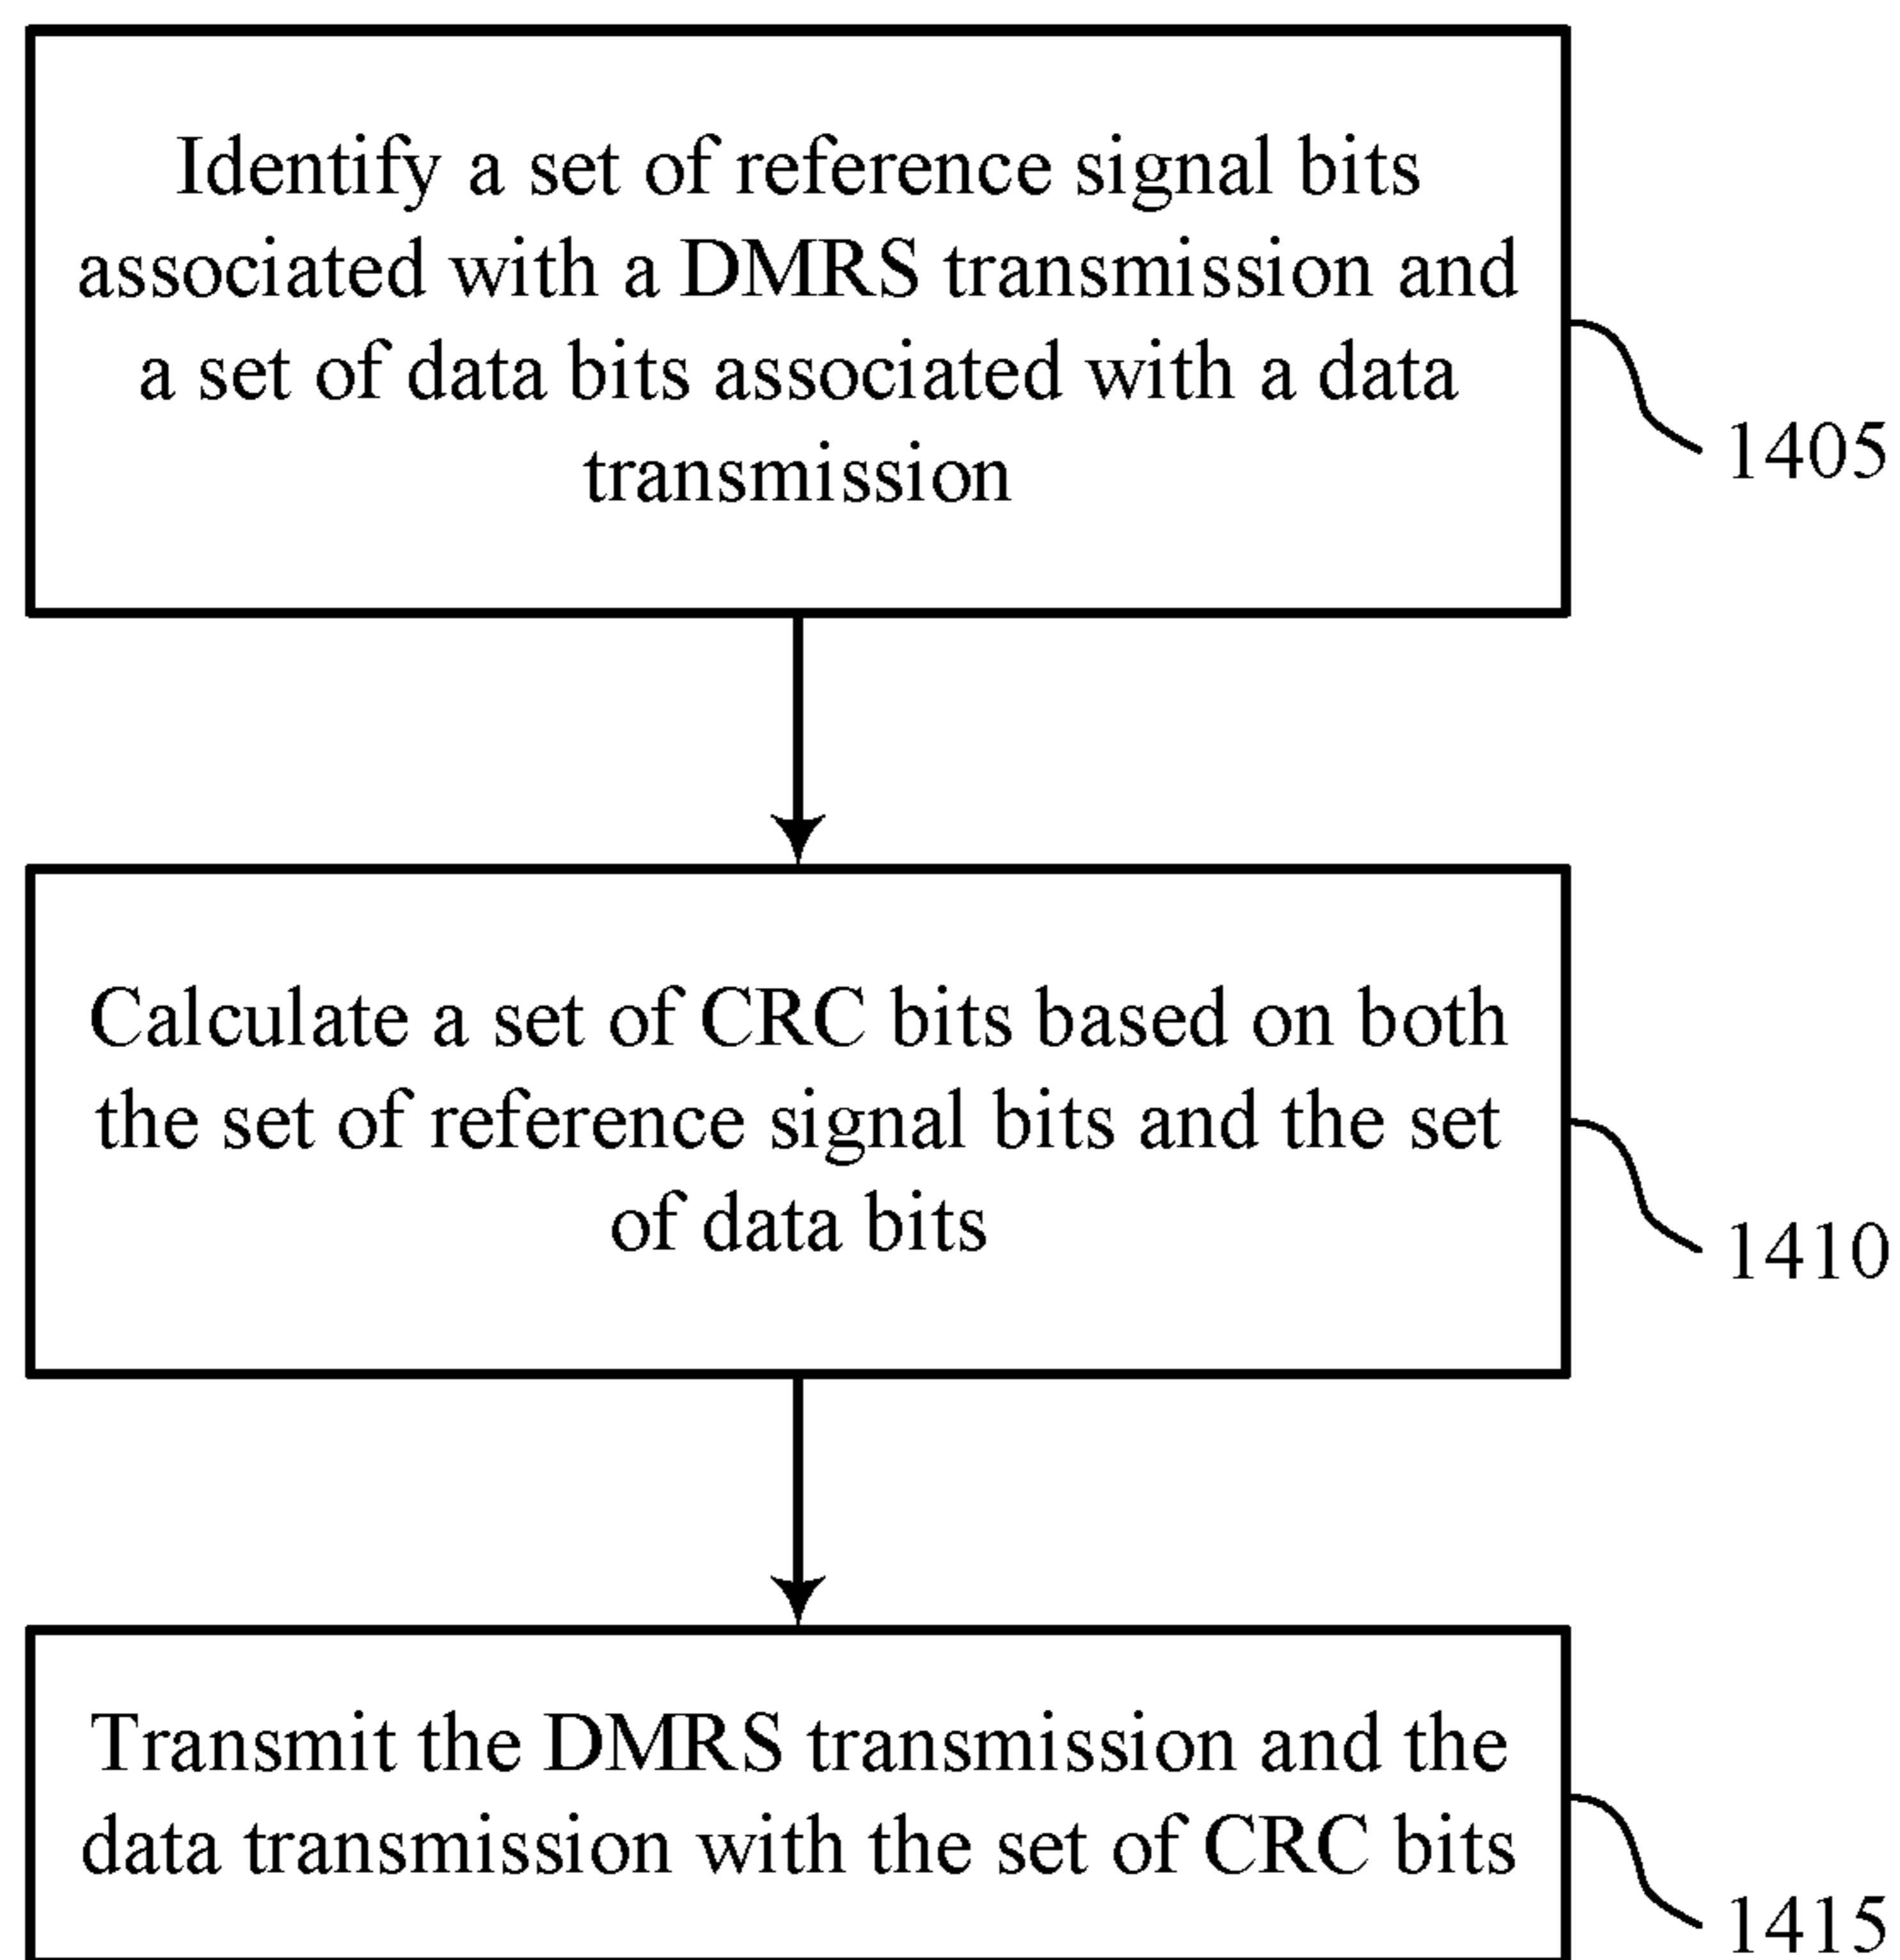 Identify a set of reference signal bits
associated with a DMRS transmission and
a set of data bits associated with a data
transmission
1405
Calculate a set of CRC bits based on both
the set of reference signal bits and the set
of data bits
1410
Transmit the DMRS transmission and the
data transmission with the set of CRC bits
1415